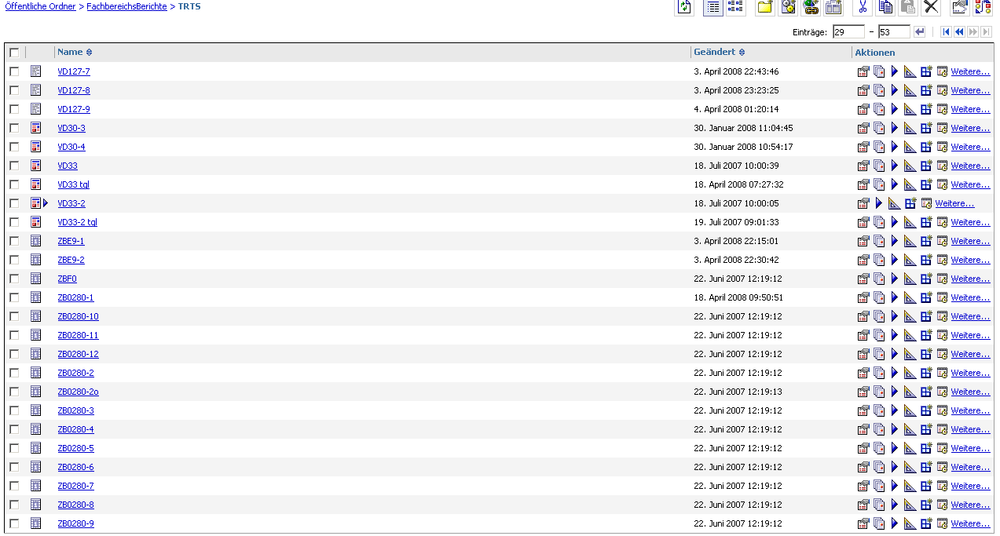 Öffentliche Ordner > FachbereichsBerichte > TRTS
Einträge: 29 - 53
Name Geändert Aktionen
VD127-7 3. April 2008 22:43:46 Weitere...
VD127-8 3. April 2008 23:23:25 Weitere...
VD127-9 4. April 2008 01:20:14 Weitere...
VD30-3 30. Januar 2008 11:04:45 Weitere...
VD30-4 30. Januar 2008 10:54:17 Weitere...
VD33 18. Juli 2007 10:00:39 Weitere...
VD33 tgl 18. April 2008 07:27:32 Weitere...
VD33-2 18. Juli 2007 10:00:05 Weitere...
VD33-2 tgl 19. Juli 2007 09:01:33 Weitere...
ZBE9-1 3. April 2008 22:15:01 Weitere...
ZBE9-2 3. April 2008 22:30:42 Weitere...
ZBF0 22. Juni 2007 12:19:12 Weitere...
ZB0280-1 18. April 2008 09:50:51 Weitere...
ZB0280-10 22. Juni 2007 12:19:12 Weitere...
ZB0280-11 22. Juni 2007 12:19:12 Weitere...
ZB0280-12 22. Juni 2007 12:19:12 Weitere...
ZB0280-2 22. Juni 2007 12:19:12 Weitere...
ZB0280-2o 22. Juni 2007 12:19:13 Weitere...
ZB0280-3 22. Juni 2007 12:19:12 Weitere...
ZB0280-4 22. Juni 2007 12:19:12 Weitere...
ZB0280-5 22. Juni 2007 12:19:12 Weitere...
ZB0280-6 22. Juni 2007 12:19:12 Weitere...
ZB0280-7 22. Juni 2007 12:19:12 Weitere...
ZB0280-8 22. Juni 2007 12:19:12 Weitere...
ZB0280-9 22. Juni 2007 12:19:12 Weitere...